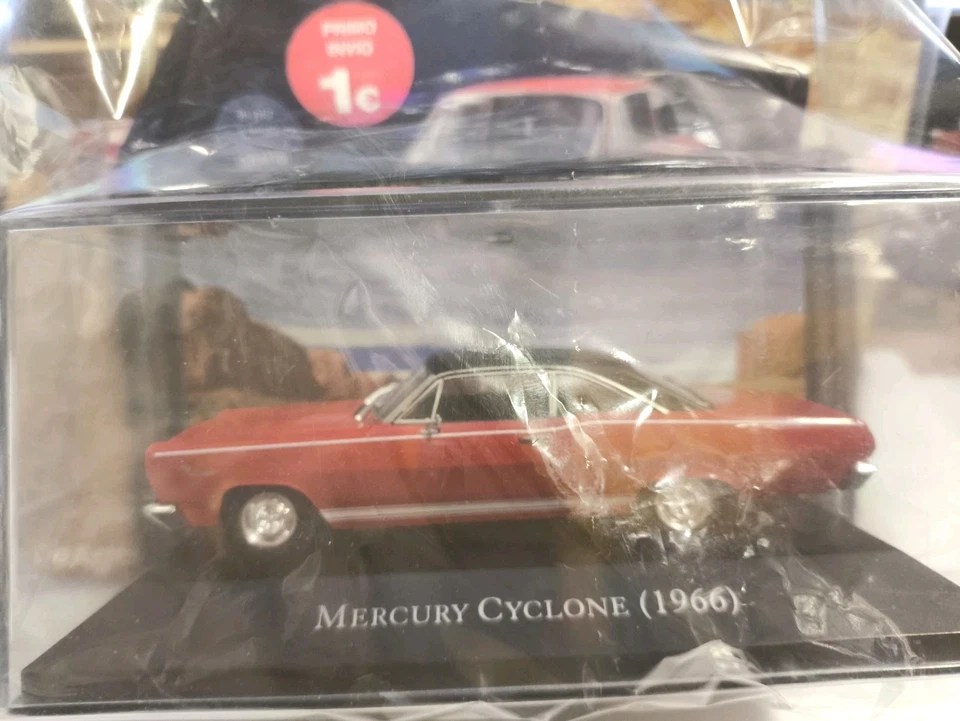 PRIMO
INVIO
1€
MERCURY CYCLONE (1966)